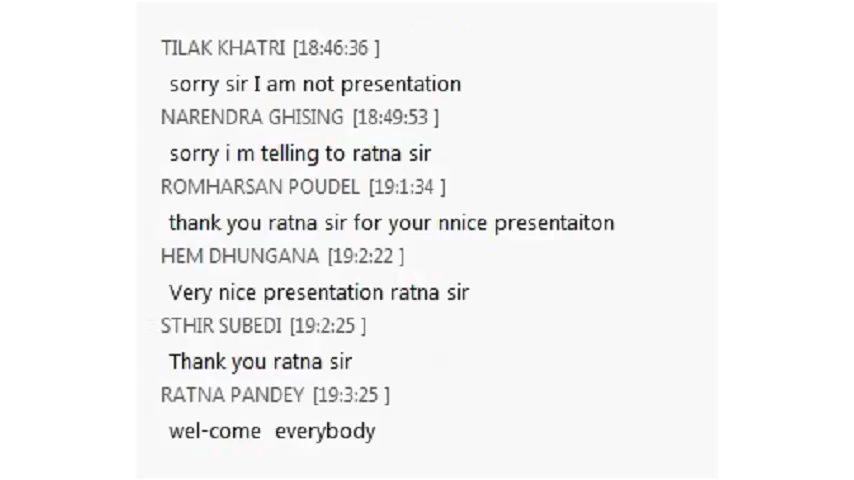 TILAK KHATRI [18:46:36 ]
sorry sir I am not presentation
NARENDRA GHISING [18:49:53 ]
sorry i m telling to ratna sir
ROMHARSAN POUDEL [19:1:34 ]
thank you ratna sir for your nnice presentaiton
HEM DHUNGANA [19:2:22 ]
Very nice presentation ratna sir
STHIR SUBEDI [19:2:25 ]
Thank you ratna sir
RATNA PANDEY [19:3:25 ]
wel-come everybody